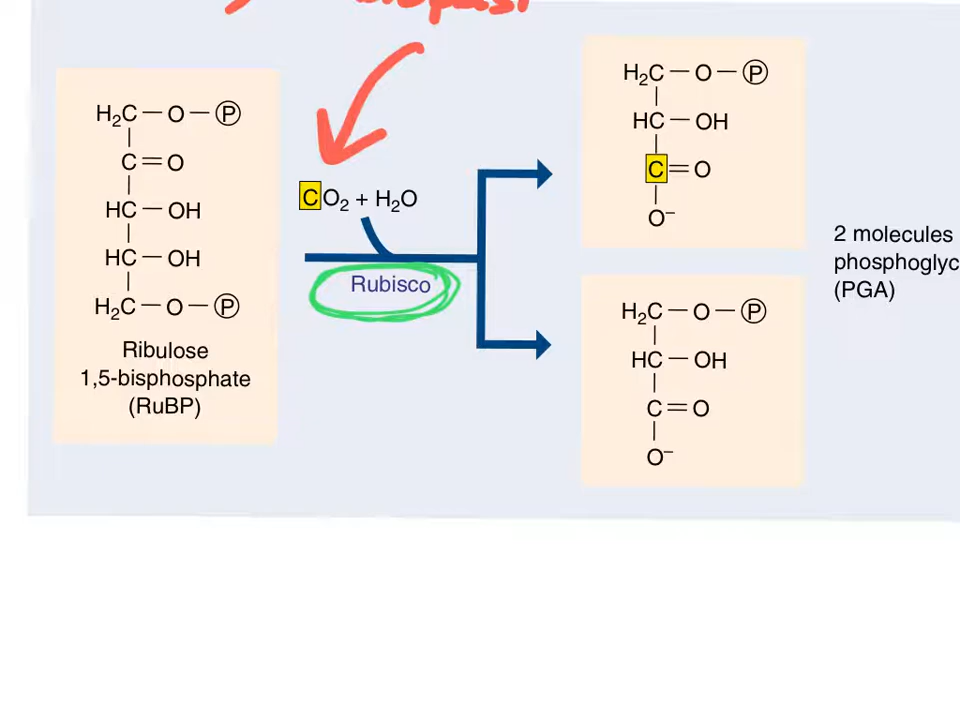 H₂C — O — Ⓟ
C = O
HC — OH
HC — OH
H₂C — O — Ⓟ
Ribulose
1,5-bisphosphate
(RuBP)
CO₂ + H₂O
Rubisco
H₂C — O — Ⓟ
HC — OH
C = O
O⁻
H₂C — O — Ⓟ
HC — OH
C = O
O⁻
2 molecules
phosphoglyc
(PGA)